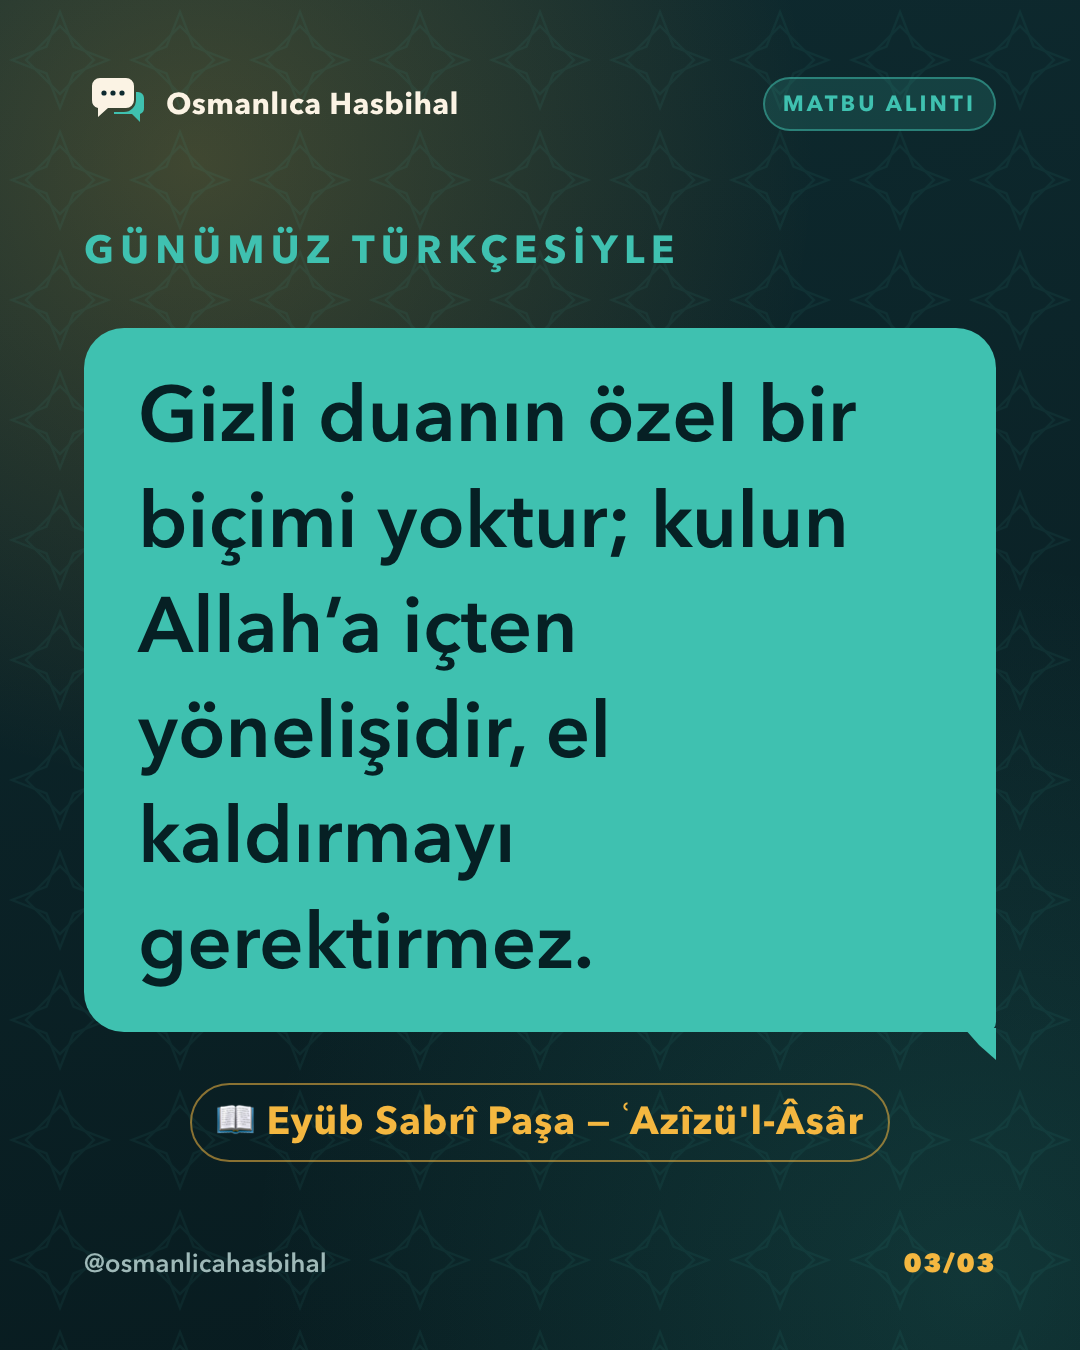 Osmanlıca Hasbihal
MATBU ALINTI
GÜNÜMÜZ TÜRKÇESİYLE
Gizli duanın özel bir
biçimi yoktur; kulun
Allah’a içten
yönelişidir, el
kaldırmayı
gerektirmez.
📖 Eyüb Sabrî Paşa – ʿAzîzü'l-Âsâr
@osmanlicahasbihal
03/03